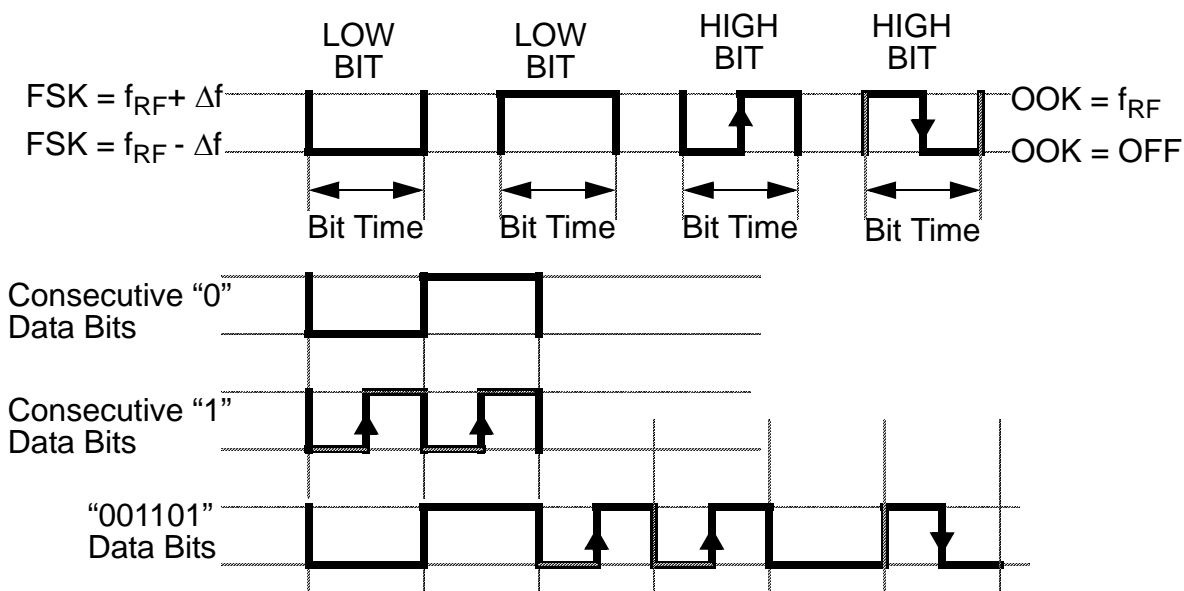 LOW
BIT
LOW
BIT
HIGH
BIT
HIGH
BIT
FSK = fRF+ Δf
FSK = fRF - Δf
OOK = fRF
OOK = OFF
Bit Time
Bit Time
Bit Time
Bit Time
Consecutive “0”
Data Bits
Consecutive “1”
Data Bits
“001101”
Data Bits